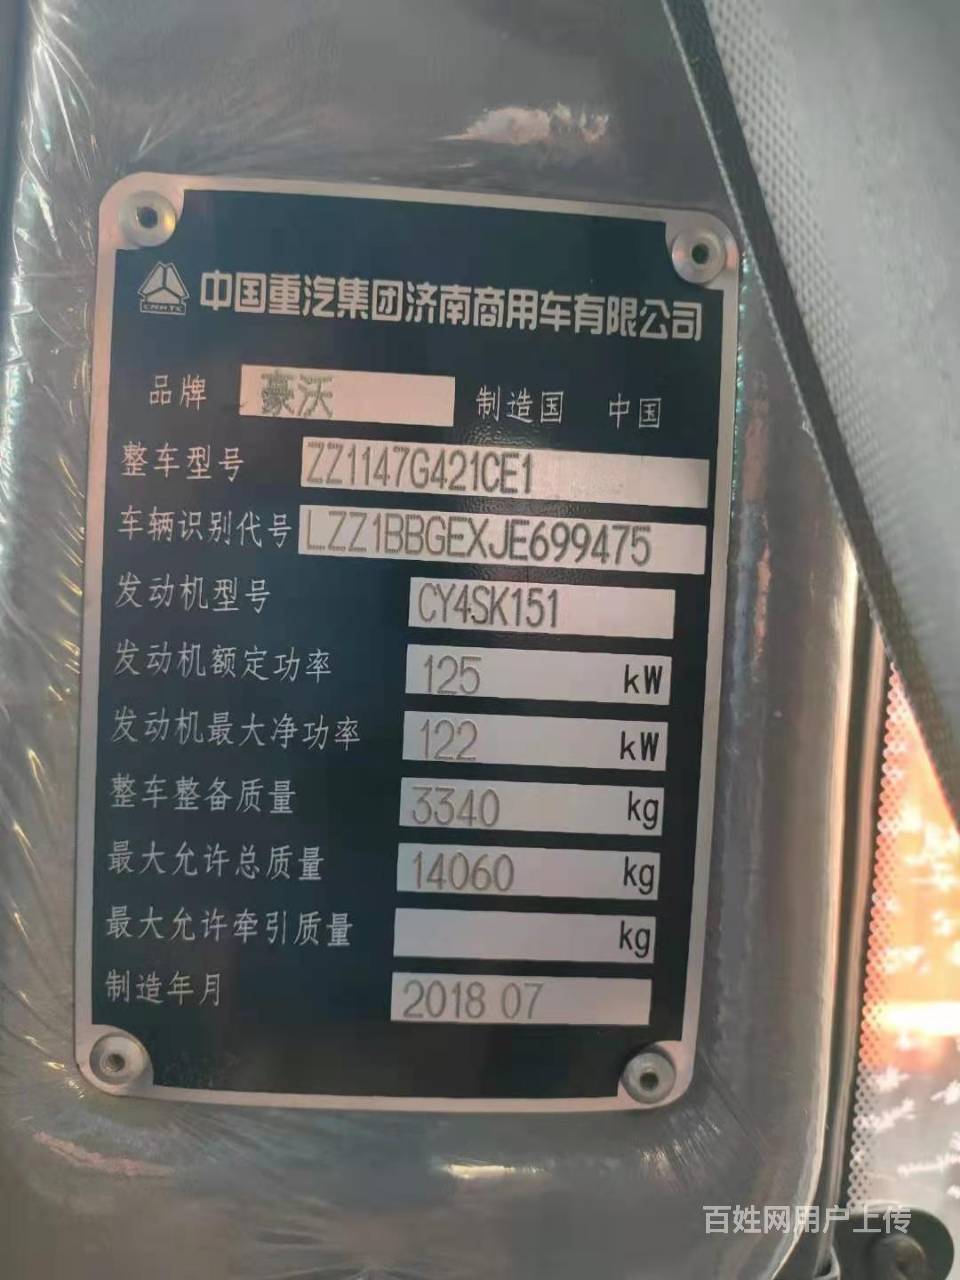 CNHTC 中国重汽集团济南商用车有限公司
品牌 豪沃 制造国 中国
整车型号 ZZ1147G421CE1
车辆识别代号 LZZ1BBGEXJE699475
发动机型号 CY4SK151
发动机额定功率 125 kW
发动机最大净功率 122 kW
整车整备质量 3340 kg
最大允许总质量 14060 kg
最大允许牵引质量 kg
制造年月 2018 07
百姓网用户上传